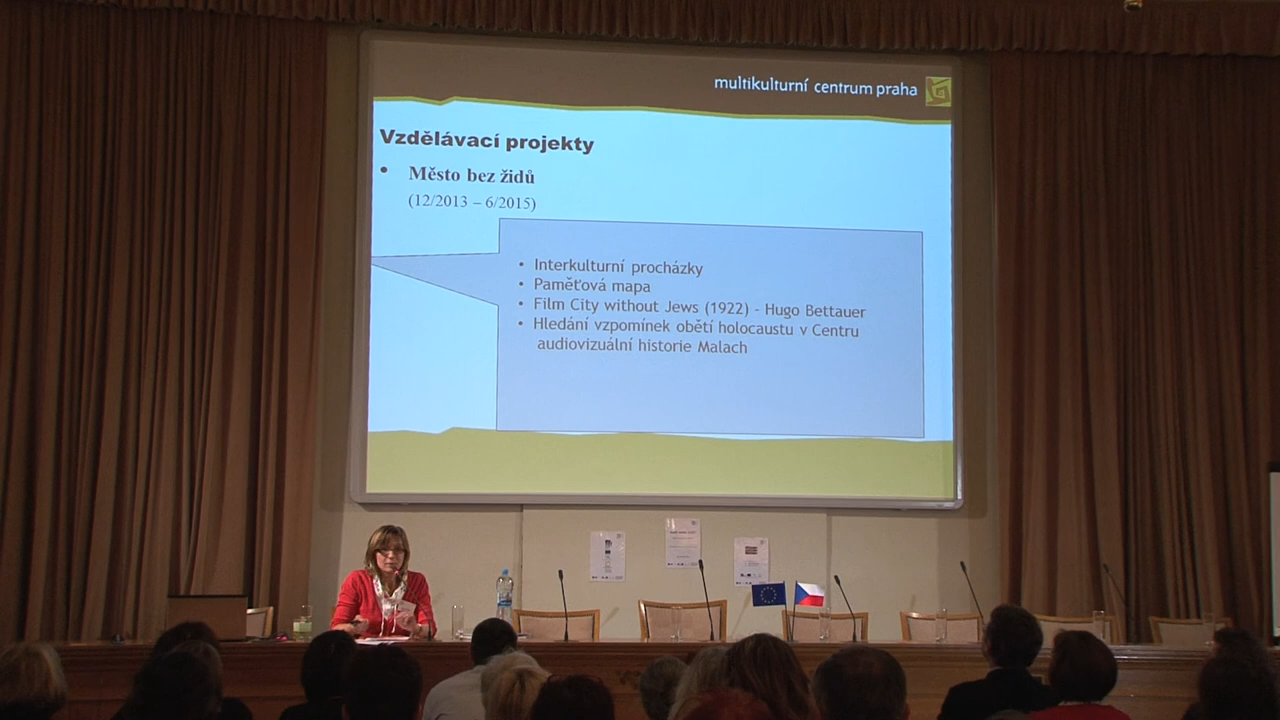 multikulturní centrum praha
Vzdělávací projekty
• Město bez židů
(12/2013 – 6/2015)
• Interkulturní procházky
• Paměťová mapa
• Film City without Jews (1922) - Hugo Bettauer
• Hledání vzpomínek obětí holocaustu v Centru
audiovizuální historie Malach